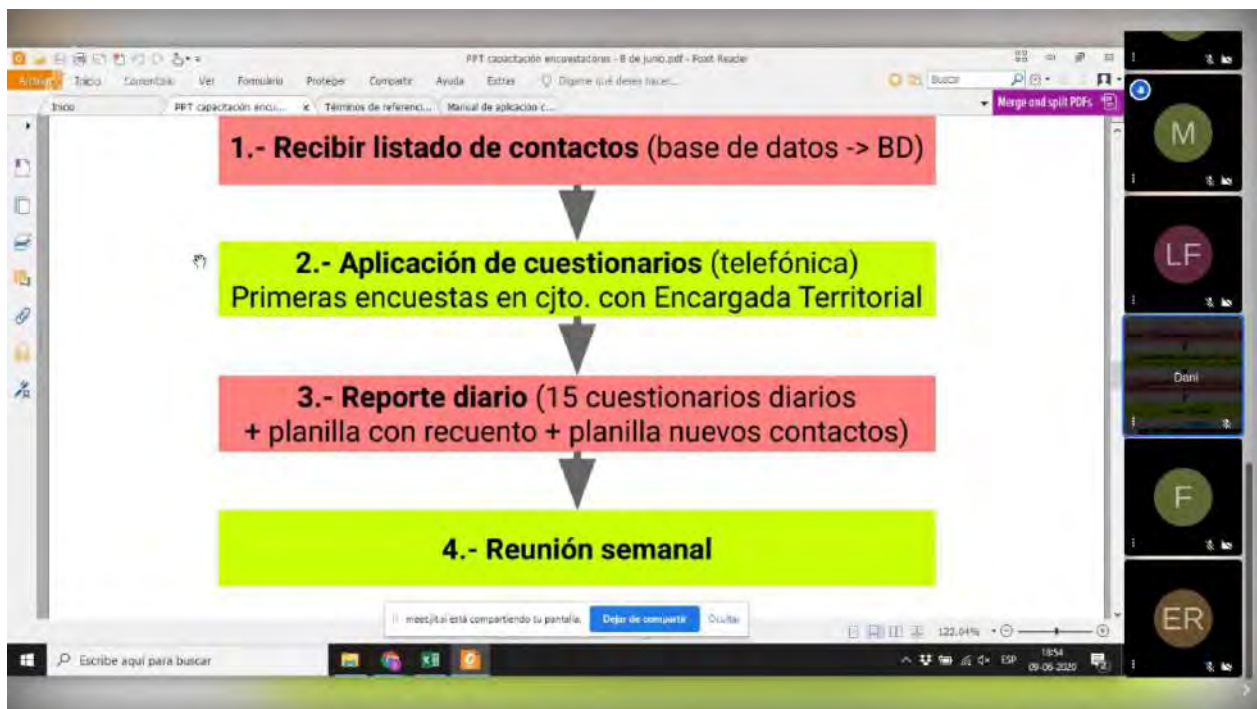 PPT capacitación encuestadores - 8 de junio.pdf - Foxit Reader
Archivo Inicio Comentario Ver Formulario Proteger Compartir Ayuda Extras Dígame qué desea hacer...
Buscar
Inicio PPT capacitación encu... Términos de referenci... Manual de aplicación c...
Merge and split PDFs
1.- Recibir listado de contactos (base de datos -> BD)
2.- Aplicación de cuestionarios (telefónica)
Primeras encuestas en cjto. con Encargada Territorial
3.- Reporte diario (15 cuestionarios diarios
+ planilla con recuento + planilla nuevos contactos)
4.- Reunión semanal
meet.jit.si está compartiendo tu pantalla. Dejar de compartir Ocultar
122.04%
Escribe aquí para buscar
ESP
18:54
09-06-2020
M
LF
Dani
F
ER